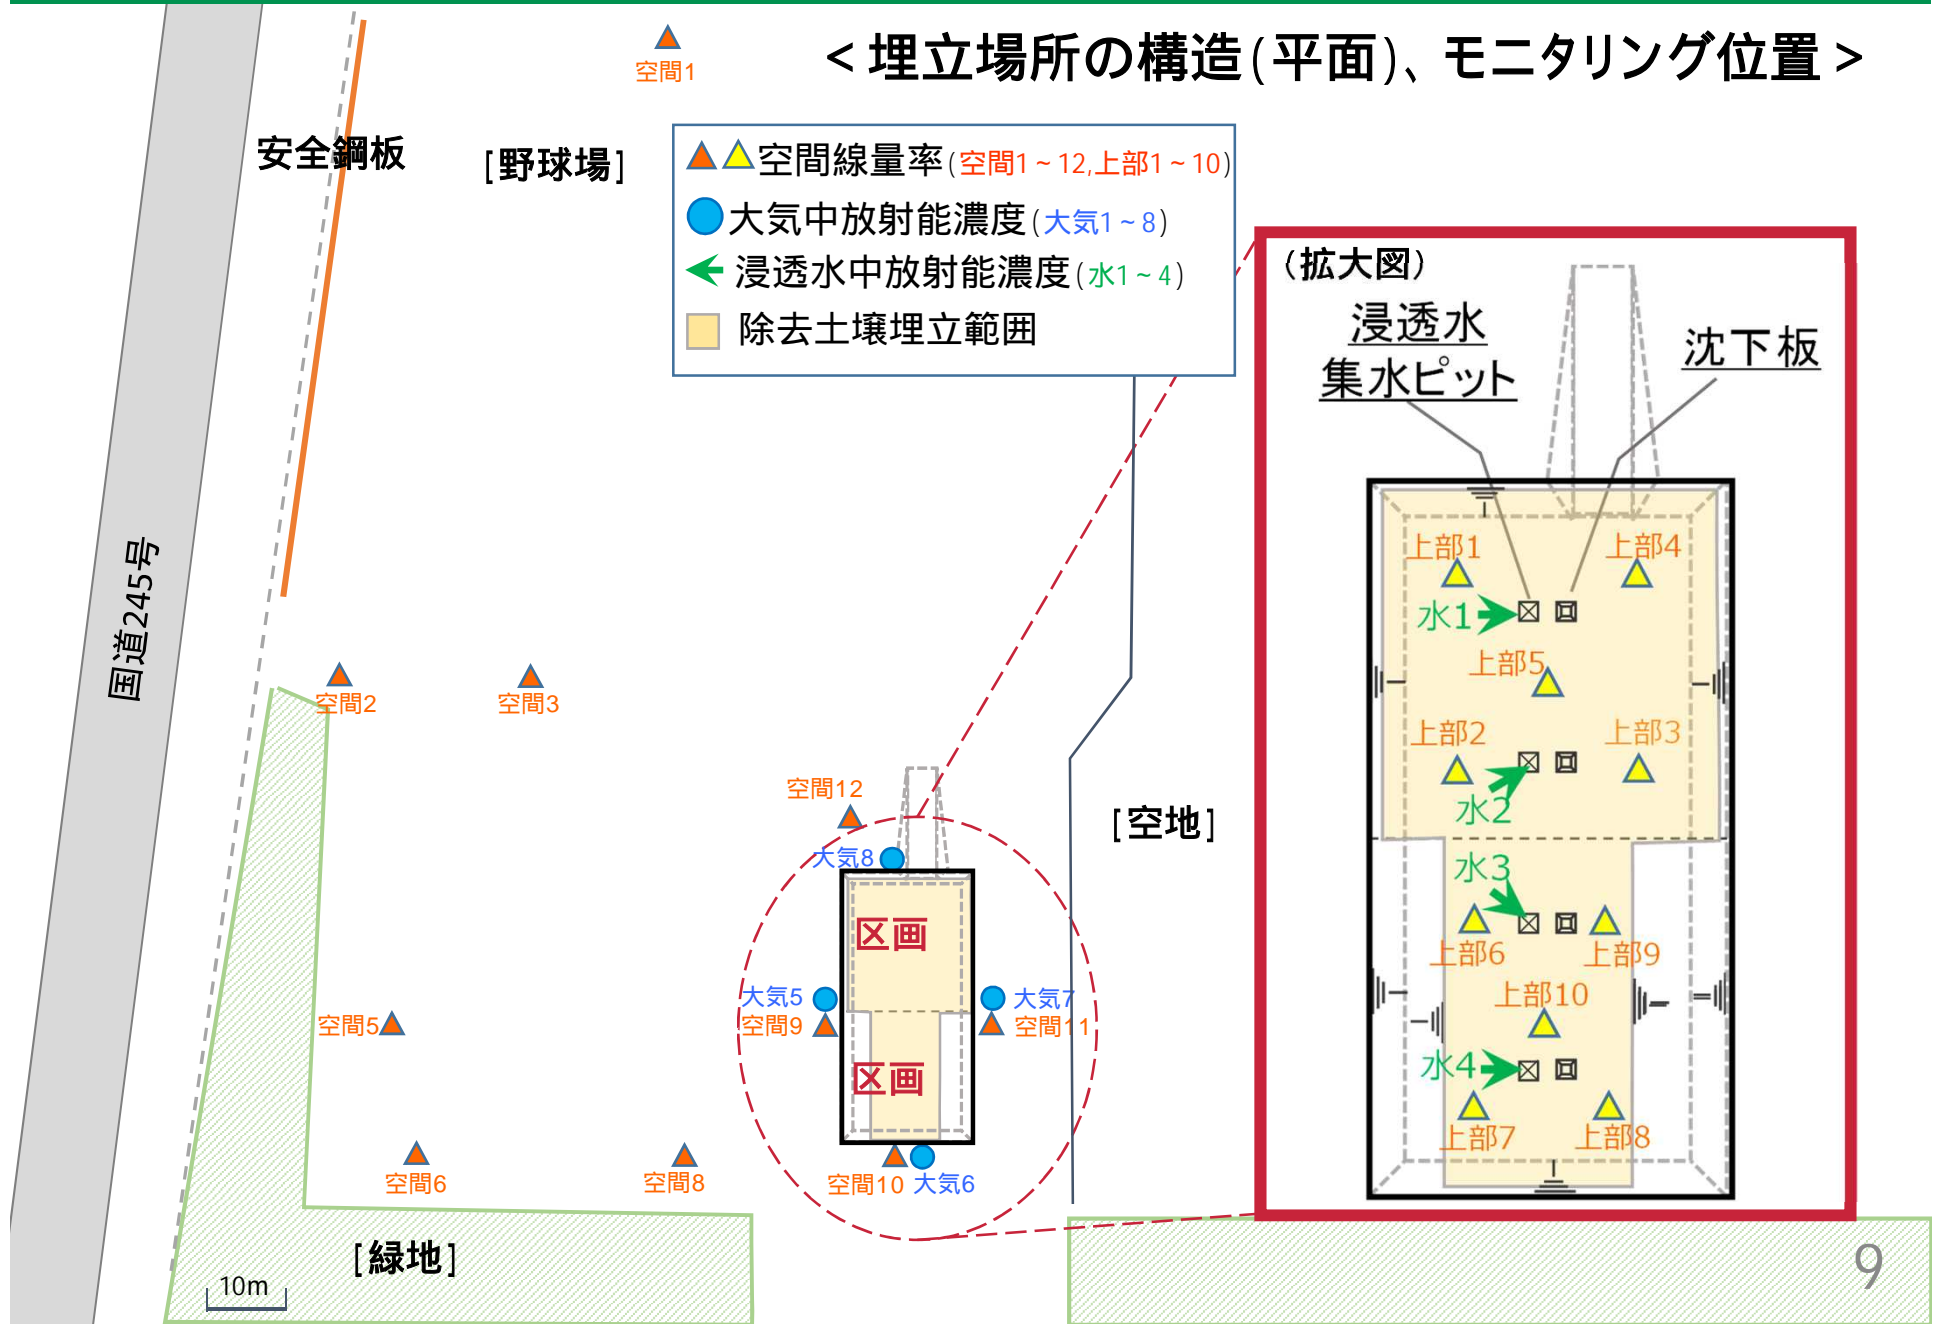 <埋立場所の構造(平面)、モニタリング位置>
空間1
安全鋼板
[野球場]
空間線量率(空間1~12,上部1~10)
大気中放射能濃度(大気1~8)
浸透水中放射能濃度(水1~4)
除去土壌埋立範囲
国道245号
空間2
空間3
空間12
大気8
[空地]
区画
大気5
大気7
空間5
空間9
空間11
区画
空間6
空間8
空間10
大気6
[緑地]
10m
(拡大図)
浸透水
集水ピット
沈下板
上部1
上部4
水1
上部5
上部2
上部3
水2
水3
上部6
上部9
上部10
水4
上部7
上部8
9